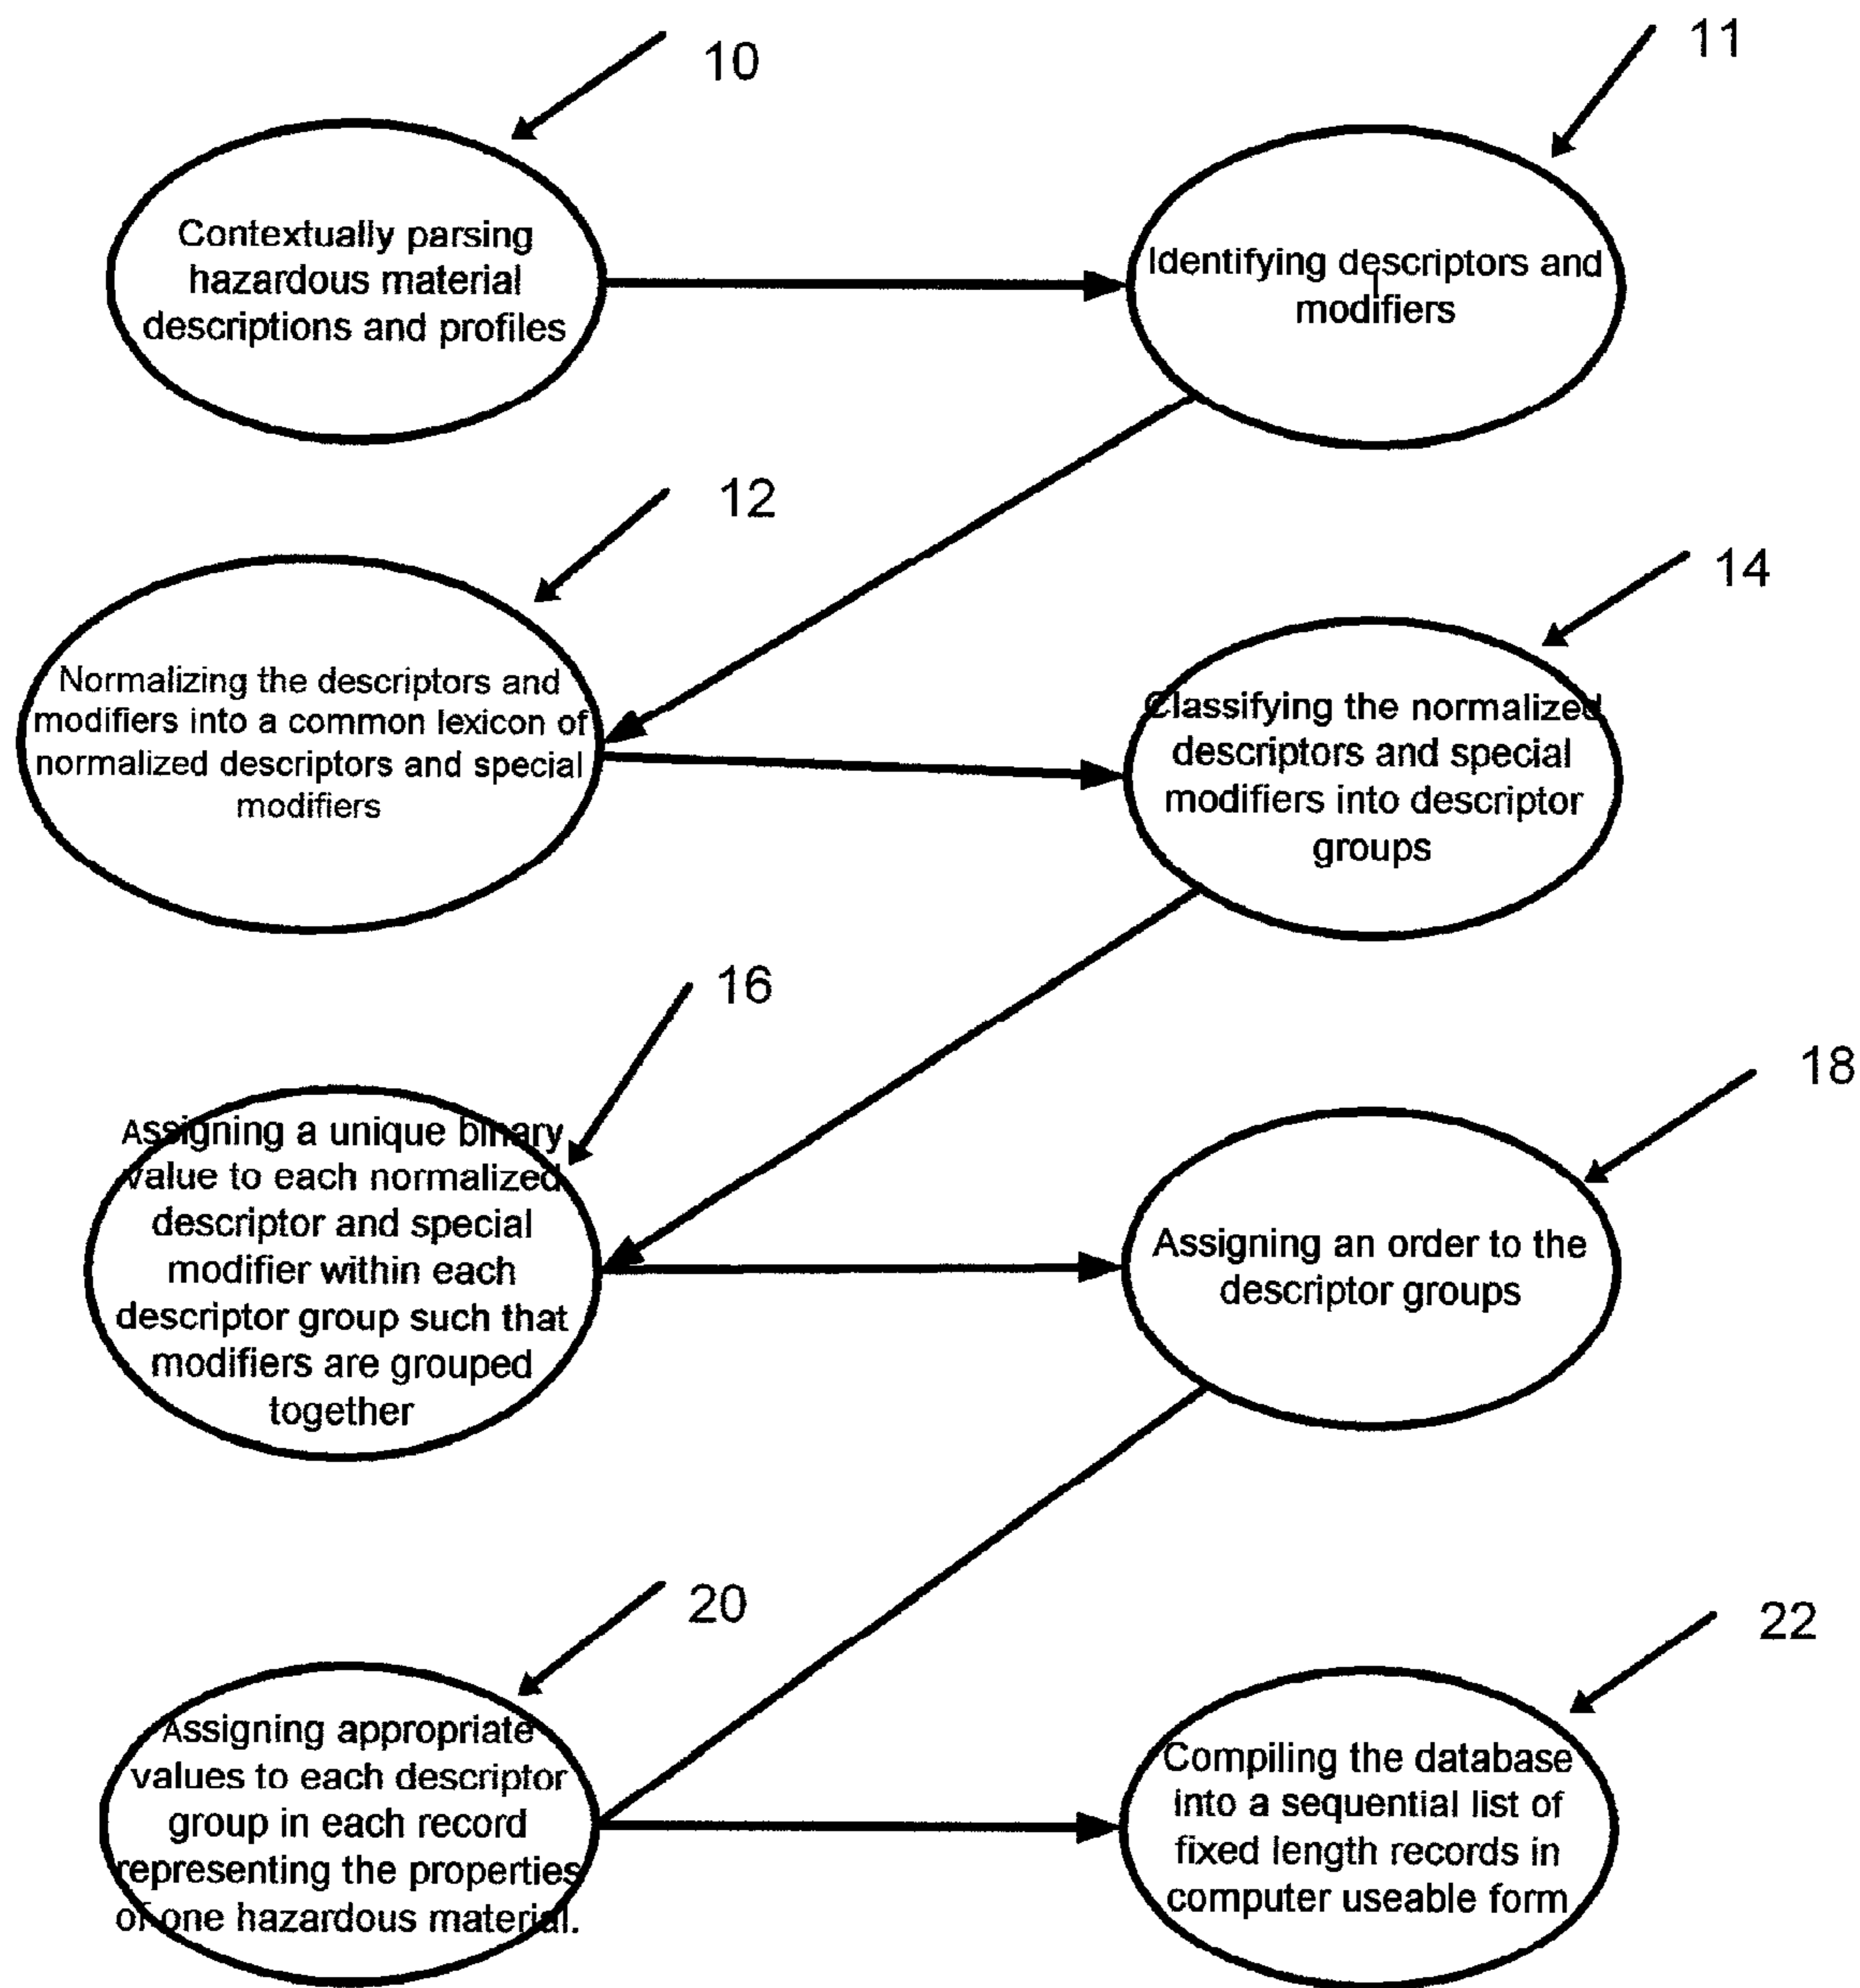 10
Contextually parsing
hazardous material
descriptions and profiles
11
Identifying descriptors and
modifiers
12
Normalizing the descriptors and
modifiers into a common lexicon of
normalized descriptors and special
modifiers
14
Classifying the normalized
descriptors and special
modifiers into descriptor
groups
16
Assigning a unique binary
value to each normalized
descriptor and special
modifier within each
descriptor group such that
modifiers are grouped
together
18
Assigning an order to the
descriptor groups
20
Assigning appropriate
values to each descriptor
group in each record
representing the properties
of one hazardous material.
22
Compiling the database
into a sequential list of
fixed length records in
computer useable form